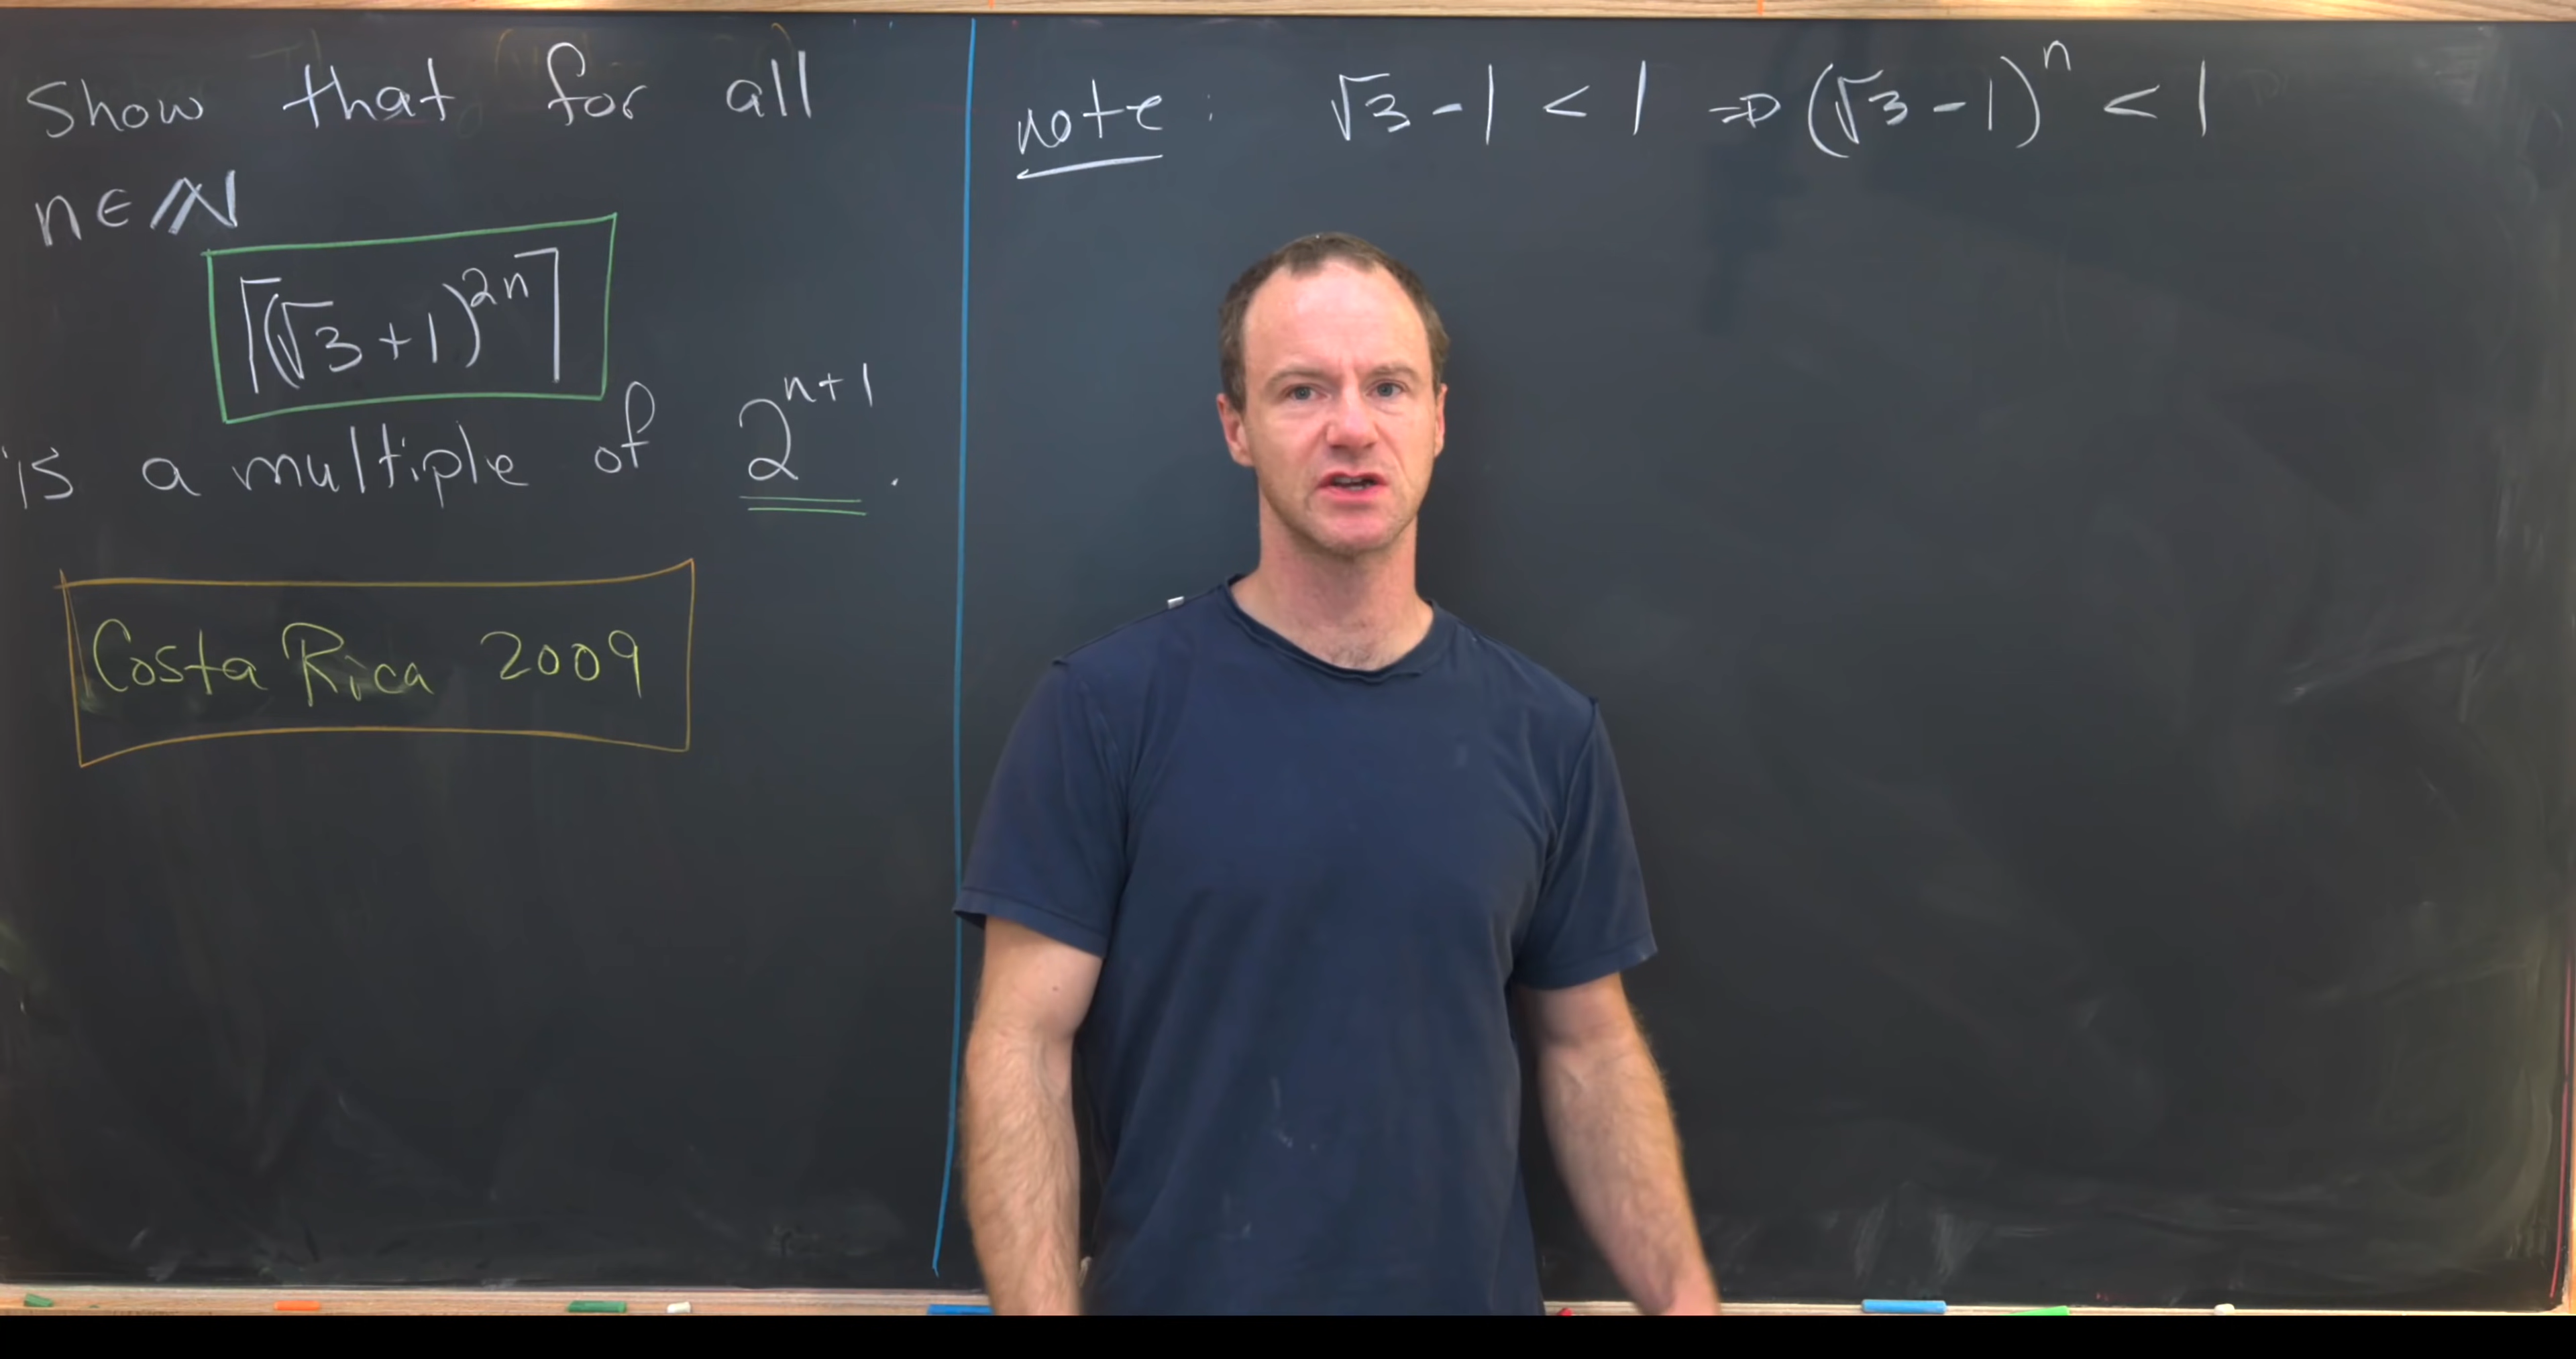 Show that for all
n ∈ ℕ
⌈(√3+1)²ⁿ⌉
is a multiple of 2ⁿ⁺¹.
Costa Rica 2009
note: √3 - 1 < 1 ⇒ (√3 - 1)ⁿ < 1